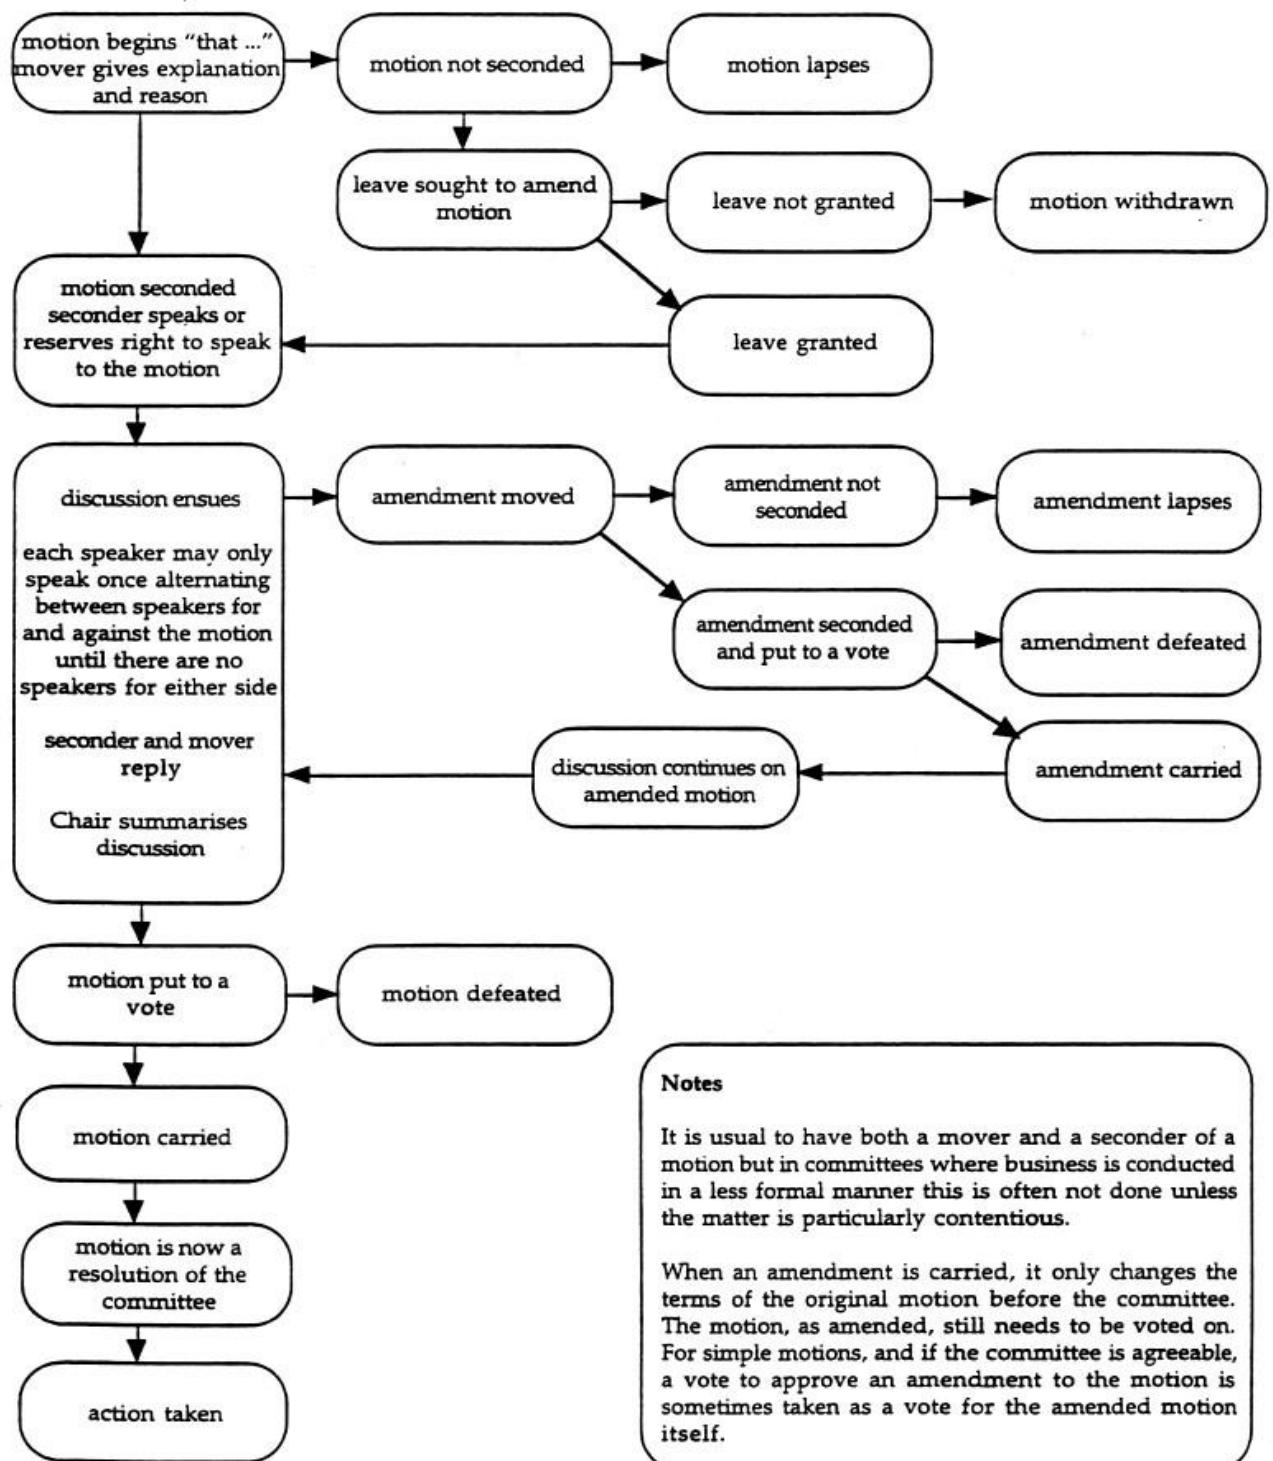 motion begins “that ...”
mover gives explanation
and reason
motion not seconded
motion lapses
leave sought to amend
motion
leave not granted
motion withdrawn
motion seconded
seconder speaks or
reserves right to speak
to the motion
leave granted
discussion ensues
each speaker may only
speak once alternating
between speakers for
and against the motion
until there are no
speakers for either side
seconder and mover
reply
Chair summarises
discussion
amendment moved
amendment not
seconded
amendment lapses
amendment seconded
and put to a vote
amendment defeated
amendment carried
discussion continues on
amended motion
motion put to a
vote
motion defeated
motion carried
motion is now a
resolution of the
committee
action taken
Notes
It is usual to have both a mover and a seconder of a
motion but in committees where business is conducted
in a less formal manner this is often not done unless
the matter is particularly contentious.
When an amendment is carried, it only changes the
terms of the original motion before the committee.
The motion, as amended, still needs to be voted on.
For simple motions, and if the committee is agreeable,
a vote to approve an amendment to the motion is
sometimes taken as a vote for the amended motion
itself.